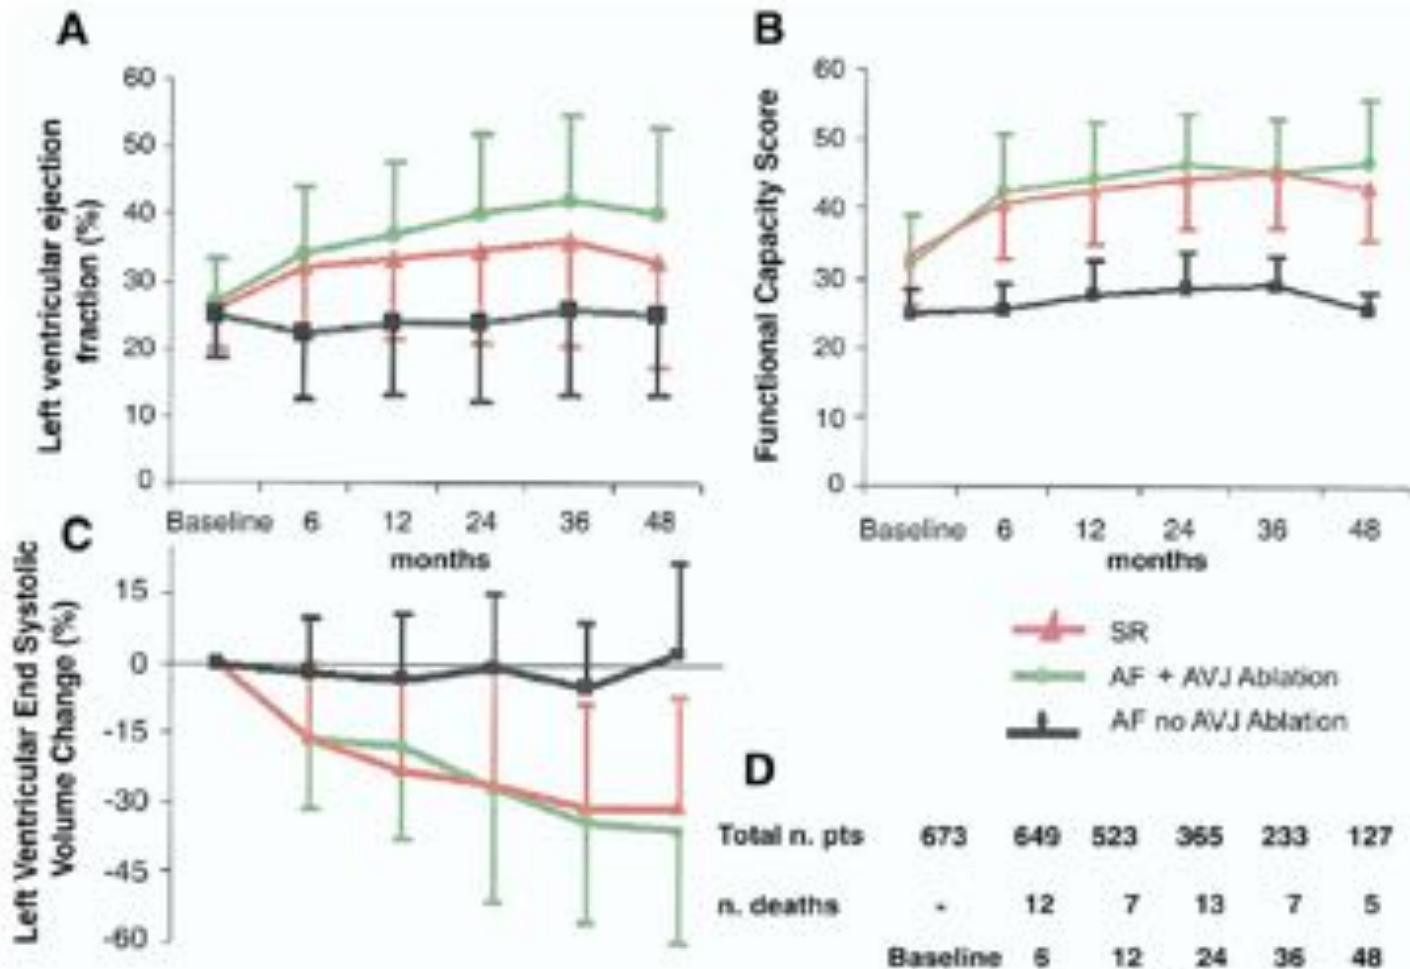 A
Left ventricular ejection
fraction (%)
60
50
40
30
20
10
0
Baseline 6 12 24 36 48
months
B
Functional Capacity Score
60
50
40
30
20
10
0
Baseline 6 12 24 36 48
months
C
Left Ventricular End Systolic
Volume Change (%)
15
0
-15
-30
-45
-60
SR
AF + AVJ Ablation
AF no AVJ Ablation
D
Total n. pts 673 649 523 365 233 127
n. deaths - 12 7 13 7 5
Baseline 6 12 24 36 48